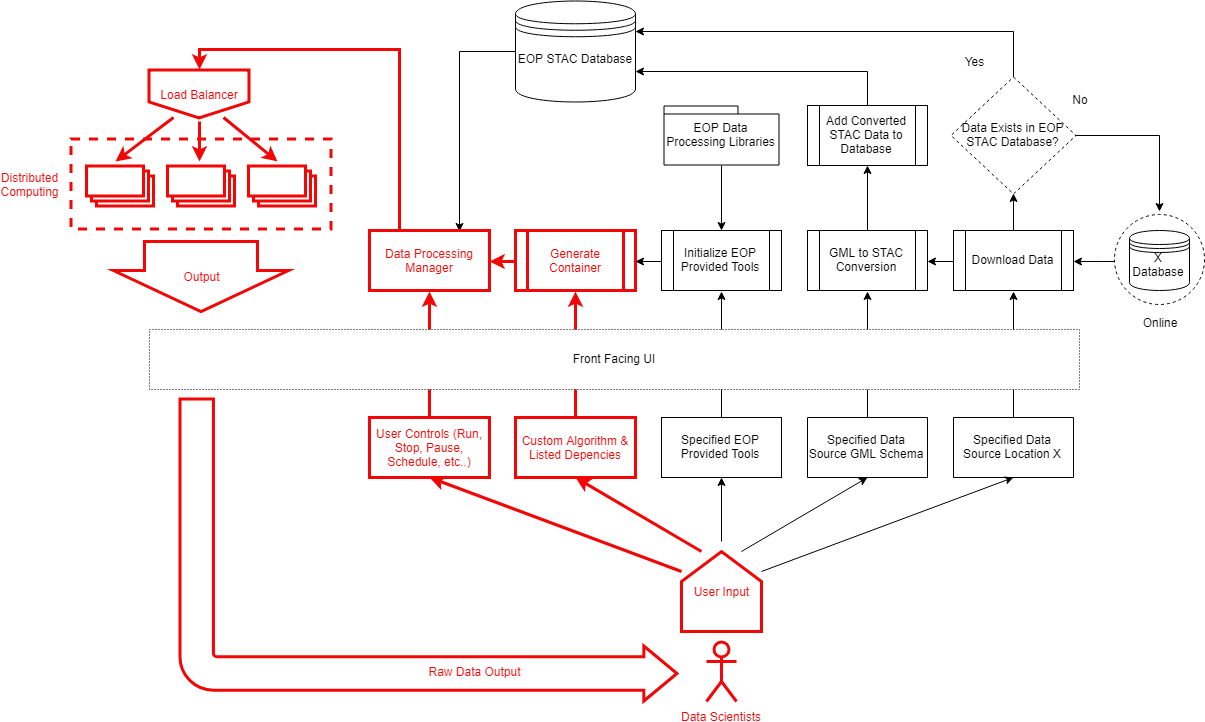 EOP STAC Database
Yes
No
Load Balancer
EOP Data
Processing Libraries
Add Converted
STAC Data to
Database
Data Exists in EOP
STAC Database?
Distributed
Computing
Output
Data Processing
Manager
Generate
Container
Initialize EOP
Provided Tools
GML to STAC
Conversion
Download Data
X
Database
Online
Front Facing UI
User Controls (Run,
Stop, Pause,
Schedule, etc..)
Custom Algorithm &
Listed Depencies
Specified EOP
Provided Tools
Specified Data
Source GML Schema
Specified Data
Source Location X
User Input
Raw Data Output
Data Scientists